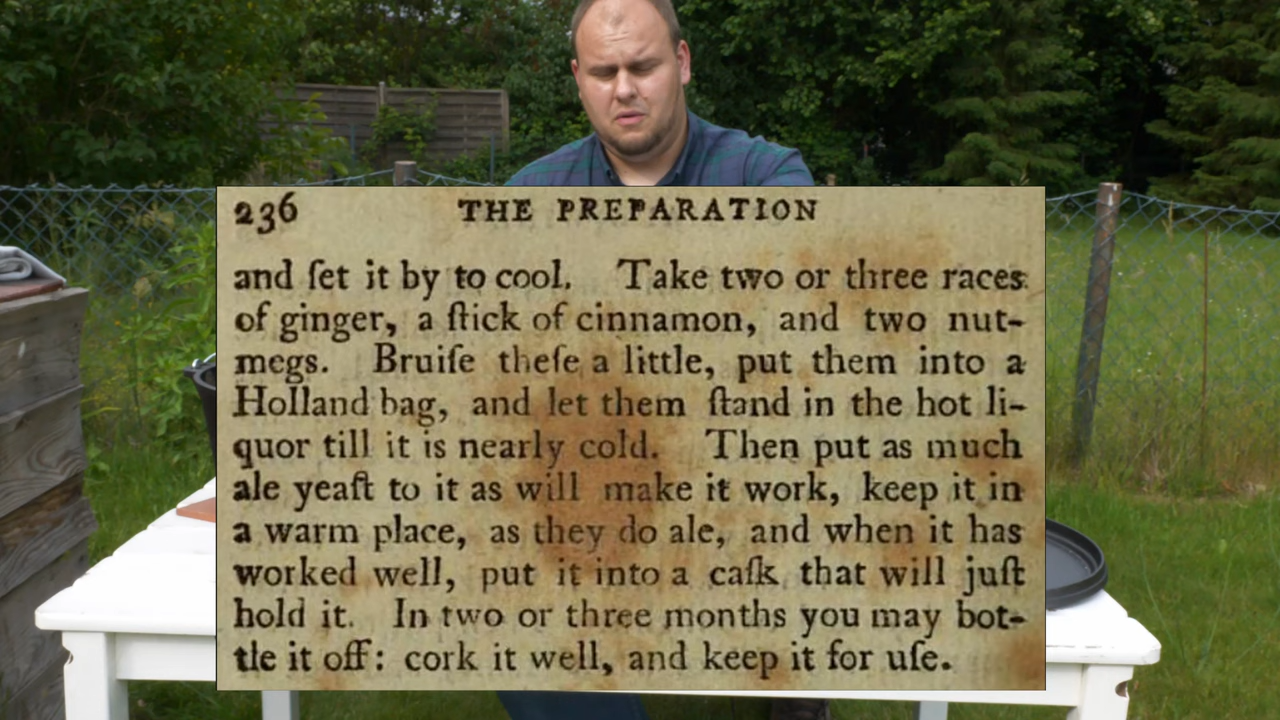 236 THE PREPARATION
and ſet it by to cool. Take two or three races
of ginger, a ſtick of cinnamon, and two nut-
megs. Bruiſe theſe a little, put them into a
Holland bag, and let them ſtand in the hot li-
quor till it is nearly cold. Then put as much
ale yeaſt to it as will make it work, keep it in
a warm place, as they do ale, and when it has
worked well, put it into a caſk that will juſt
hold it. In two or three months you may bot-
tle it off: cork it well, and keep it for uſe.